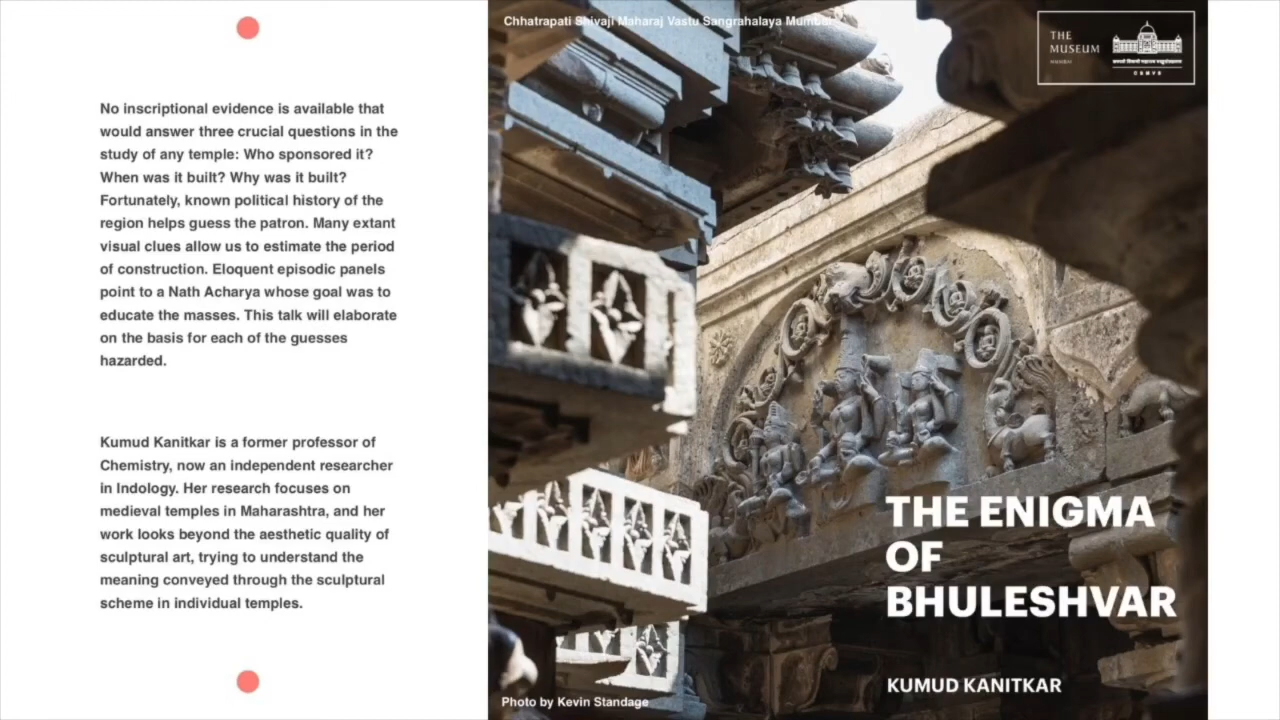 No inscriptional evidence is available that
would answer three crucial questions in the
study of any temple: Who sponsored it?
When was it built? Why was it built?
Fortunately, known political history of the
region helps guess the patron. Many extant
visual clues allow us to estimate the period
of construction. Eloquent episodic panels
point to a Nath Acharya whose goal was to
educate the masses. This talk will elaborate
on the basis for each of the guesses
hazarded.
Kumud Kanitkar is a former professor of
Chemistry, now an independent researcher
in Indology. Her research focuses on
medieval temples in Maharashtra, and her
work looks beyond the aesthetic quality of
sculptural art, trying to understand the
meaning conveyed through the sculptural
scheme in individual temples.
Chhatrapati Shivaji Maharaj Vastu Sangrahalaya Mumbai
THE
MUSEUM
MUMBAI
CSMVS
THE ENIGMA
OF
BHULESHVAR
KUMUD KANITKAR
Photo by Kevin Standage